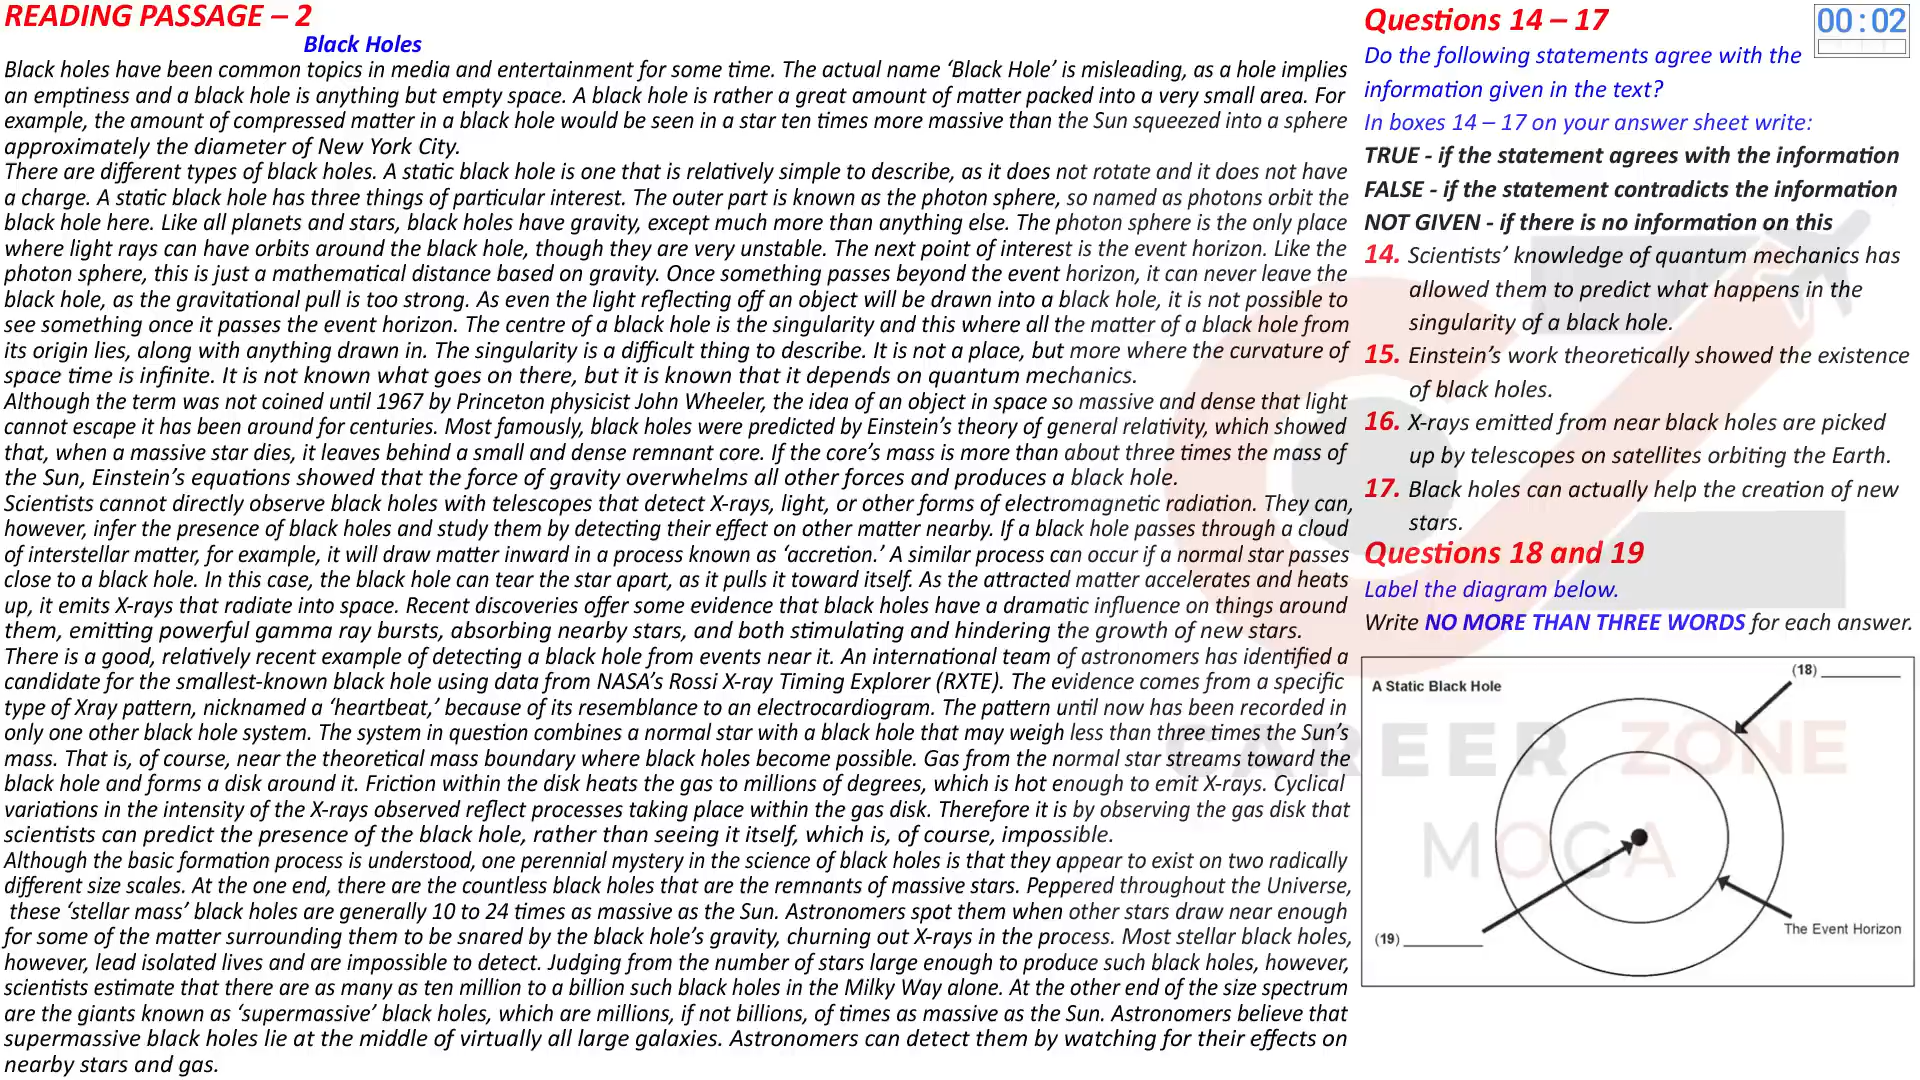 READING PASSAGE – 2
Black Holes
Black holes have been common topics in media and entertainment for some time. The actual name ‘Black Hole’ is misleading, as a hole implies
an emptiness and a black hole is anything but empty space. A black hole is rather a great amount of matter packed into a very small area. For
example, the amount of compressed matter in a black hole would be seen in a star ten times more massive than the Sun squeezed into a sphere
approximately the diameter of New York City.
There are different types of black holes. A static black hole is one that is relatively simple to describe, as it does not rotate and it does not have
a charge. A static black hole has three things of particular interest. The outer part is known as the photon sphere, so named as photons orbit the
black hole here. Like all planets and stars, black holes have gravity, except much more than anything else. The photon sphere is the only place
where light rays can have orbits around the black hole, though they are very unstable. The next point of interest is the event horizon. Like the
photon sphere, this is just a mathematical distance based on gravity. Once something passes beyond the event horizon, it can never leave the
black hole, as the gravitational pull is too strong. As even the light reflecting off an object will be drawn into a black hole, it is not possible to
see something once it passes the event horizon. The centre of a black hole is the singularity and this where all the matter of a black hole from
its origin lies, along with anything drawn in. The singularity is a difficult thing to describe. It is not a place, but more where the curvature of
space time is infinite. It is not known what goes on there, but it is known that it depends on quantum mechanics.
Although the term was not coined until 1967 by Princeton physicist John Wheeler, the idea of an object in space so massive and dense that light
cannot escape it has been around for centuries. Most famously, black holes were predicted by Einstein’s theory of general relativity, which showed
that, when a massive star dies, it leaves behind a small and dense remnant core. If the core’s mass is more than about three times the mass of
the Sun, Einstein’s equations showed that the force of gravity overwhelms all other forces and produces a black hole.
Scientists cannot directly observe black holes with telescopes that detect X-rays, light, or other forms of electromagnetic radiation. They can,
however, infer the presence of black holes and study them by detecting their effect on other matter nearby. If a black hole passes through a cloud
of interstellar matter, for example, it will draw matter inward in a process known as ‘accretion.’ A similar process can occur if a normal star passes
close to a black hole. In this case, the black hole can tear the star apart, as it pulls it toward itself. As the attracted matter accelerates and heats
up, it emits X-rays that radiate into space. Recent discoveries offer some evidence that black holes have a dramatic influence on things around
them, emitting powerful gamma ray bursts, absorbing nearby stars, and both stimulating and hindering the growth of new stars.
There is a good, relatively recent example of detecting a black hole from events near it. An international team of astronomers has identified a
candidate for the smallest-known black hole using data from NASA’s Rossi X-ray Timing Explorer (RXTE). The evidence comes from a specific
type of Xray pattern, nicknamed a ‘heartbeat,’ because of its resemblance to an electrocardiogram. The pattern until now has been recorded in
only one other black hole system. The system in question combines a normal star with a black hole that may weigh less than three times the Sun’s
mass. That is, of course, near the theoretical mass boundary where black holes become possible. Gas from the normal star streams toward the
black hole and forms a disk around it. Friction within the disk heats the gas to millions of degrees, which is hot enough to emit X-rays. Cyclical
variations in the intensity of the X-rays observed reflect processes taking place within the gas disk. Therefore it is by observing the gas disk that
scientists can predict the presence of the black hole, rather than seeing it itself, which is, of course, impossible.
Although the basic formation process is understood, one perennial mystery in the science of black holes is that they appear to exist on two radically
different size scales. At the one end, there are the countless black holes that are the remnants of massive stars. Peppered throughout the Universe,
these ‘stellar mass’ black holes are generally 10 to 24 times as massive as the Sun. Astronomers spot them when other stars draw near enough
for some of the matter surrounding them to be snared by the black hole’s gravity, churning out X-rays in the process. Most stellar black holes,
however, lead isolated lives and are impossible to detect. Judging from the number of stars large enough to produce such black holes, however,
scientists estimate that there are as many as ten million to a billion such black holes in the Milky Way alone. At the other end of the size spectrum
are the giants known as ‘supermassive’ black holes, which are millions, if not billions, of times as massive as the Sun. Astronomers believe that
supermassive black holes lie at the middle of virtually all large galaxies. Astronomers can detect them by watching for their effects on
nearby stars and gas.
Questions 14 – 17
00:02
Do the following statements agree with the
information given in the text?
In boxes 14 – 17 on your answer sheet write:
TRUE - if the statement agrees with the information
FALSE - if the statement contradicts the information
NOT GIVEN - if there is no information on this
14. Scientists’ knowledge of quantum mechanics has
allowed them to predict what happens in the
singularity of a black hole.
15. Einstein’s work theoretically showed the existence
of black holes.
16. X-rays emitted from near black holes are picked
up by telescopes on satellites orbiting the Earth.
17. Black holes can actually help the creation of new
stars.
Questions 18 and 19
Label the diagram below.
Write NO MORE THAN THREE WORDS for each answer.
A Static Black Hole
(18) ________
The Event Horizon
(19) ________
CAREER ZONE
MOGA